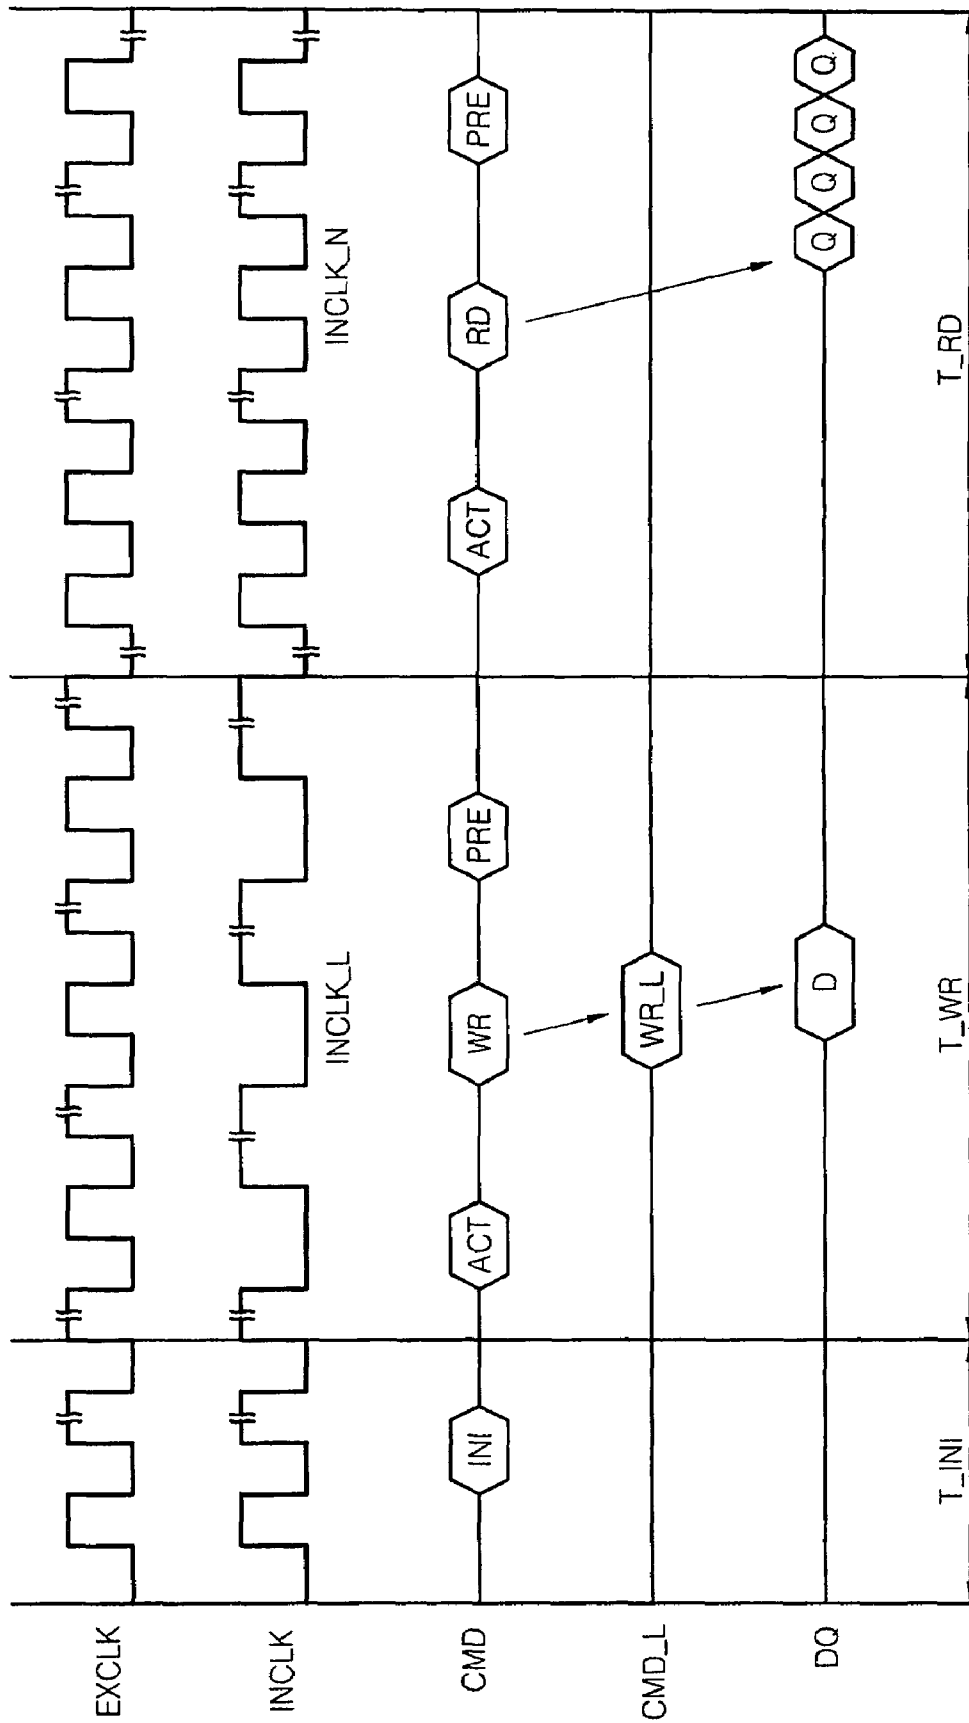 EXCLK
INCLK
INCLK_L
INCLK_N
CMD
INI
ACT
WR
PRE
ACT
RD
PRE
CMD_L
WR_L
DQ
D
Q
Q
Q
Q
T_INI
T_WR
T_RD